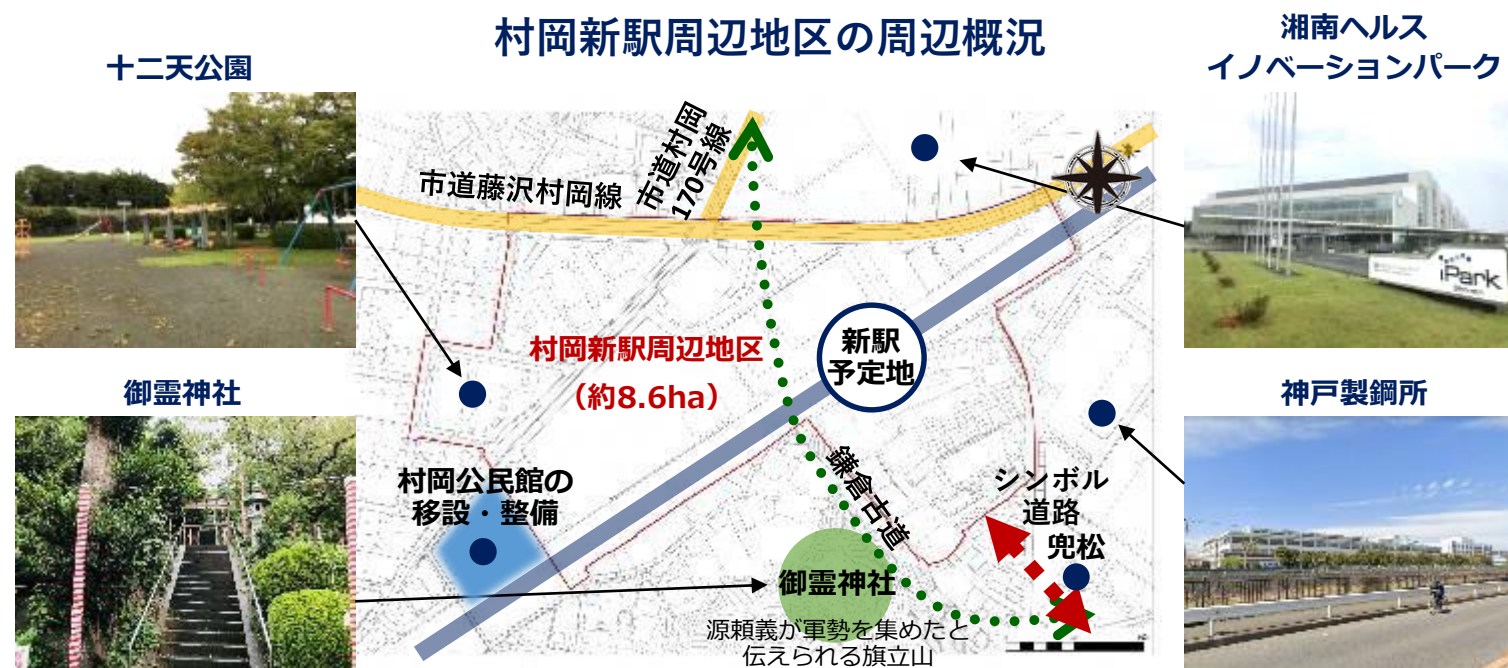 村岡新駅周辺地区の周辺概況
十二天公園
湘南ヘルス
イノベーションパーク
市道藤沢村岡線
市道村岡
170号線
iPark
村岡新駅周辺地区
（約8.6ha）
新駅
予定地
御霊神社
神戸製鋼所
村岡公民館の
移設・整備
鎌倉古道
シンボル
道路
兜松
御霊神社
源頼義が軍勢を集めたと
伝えられる旗立山